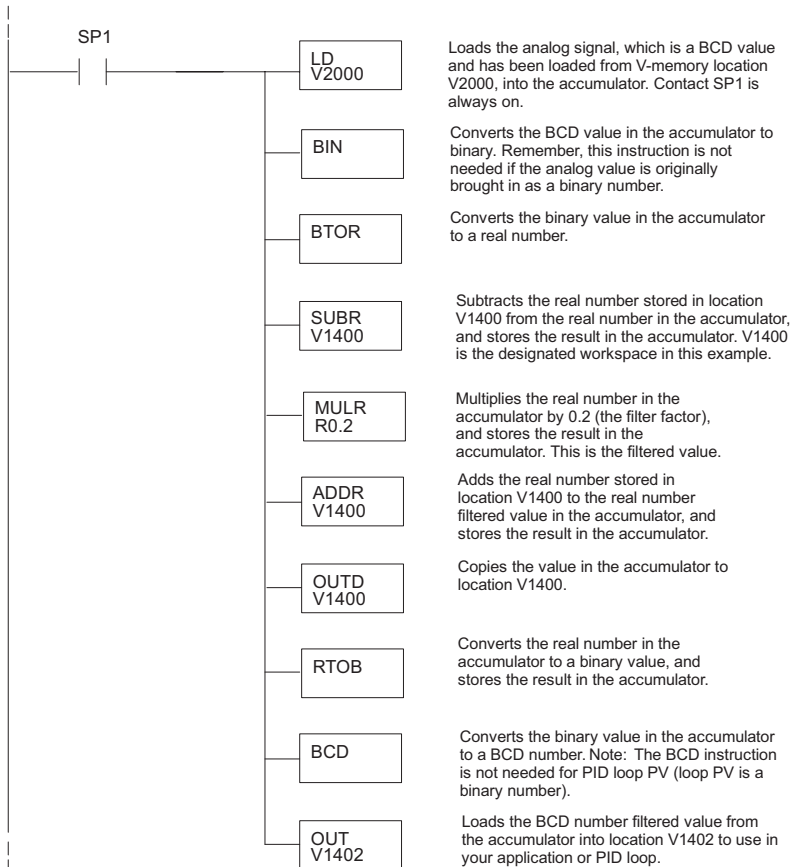 SP1
LD
V2000
Loads the analog signal, which is a BCD value
and has been loaded from V-memory location
V2000, into the accumulator. Contact SP1 is
always on.
BIN
Converts the BCD value in the accumulator to
binary. Remember, this instruction is not
needed if the analog value is originally
brought in as a binary number.
BTOR
Converts the binary value in the accumulator
to a real number.
SUBR
V1400
Subtracts the real number stored in location
V1400 from the real number in the accumulator,
and stores the result in the accumulator. V1400
is the designated workspace in this example.
MULR
R0.2
Multiplies the real number in the
accumulator by 0.2 (the filter factor),
and stores the result in the
accumulator. This is the filtered value.
ADDR
V1400
Adds the real number stored in
location V1400 to the real number
filtered value in the accumulator, and
stores the result in the accumulator.
OUTD
V1400
Copies the value in the accumulator to
location V1400.
RTOB
Converts the real number in the
accumulator to a binary value, and
stores the result in the accumulator.
BCD
Converts the binary value in the accumulator
to a BCD number. Note: The BCD instruction
is not needed for PID loop PV (loop PV is a
binary number).
OUT
V1402
Loads the BCD number filtered value from
the accumulator into location V1402 to use in
your application or PID loop.